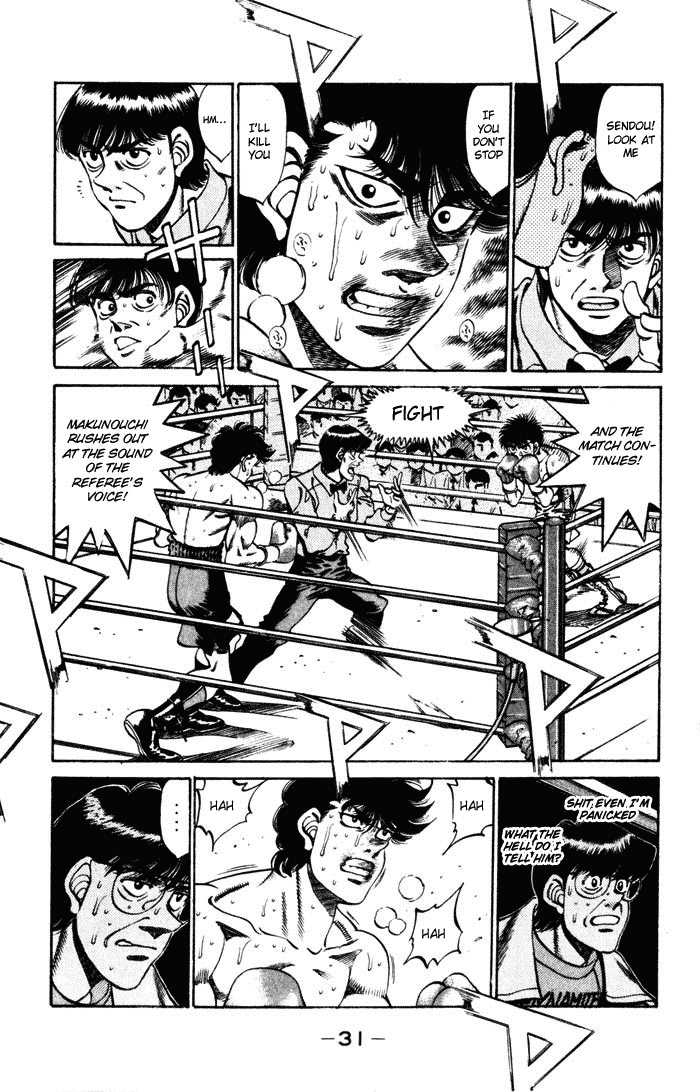 SENDOU!
LOOK AT
ME
IF
YOU
DON'T
STOP
I'LL
KILL
YOU
HM...
AND THE
MATCH CON-
TINUES!
FIGHT
MAKUNOUCHI
RUSHES OUT
AT THE SOUND
OF THE
REFEREE'S
VOICE!
SHIT, EVEN I'M
PANICKED
WHAT THE
HELL DO I
TELL HIM?
HAH
HAH
HAH
....
-31-